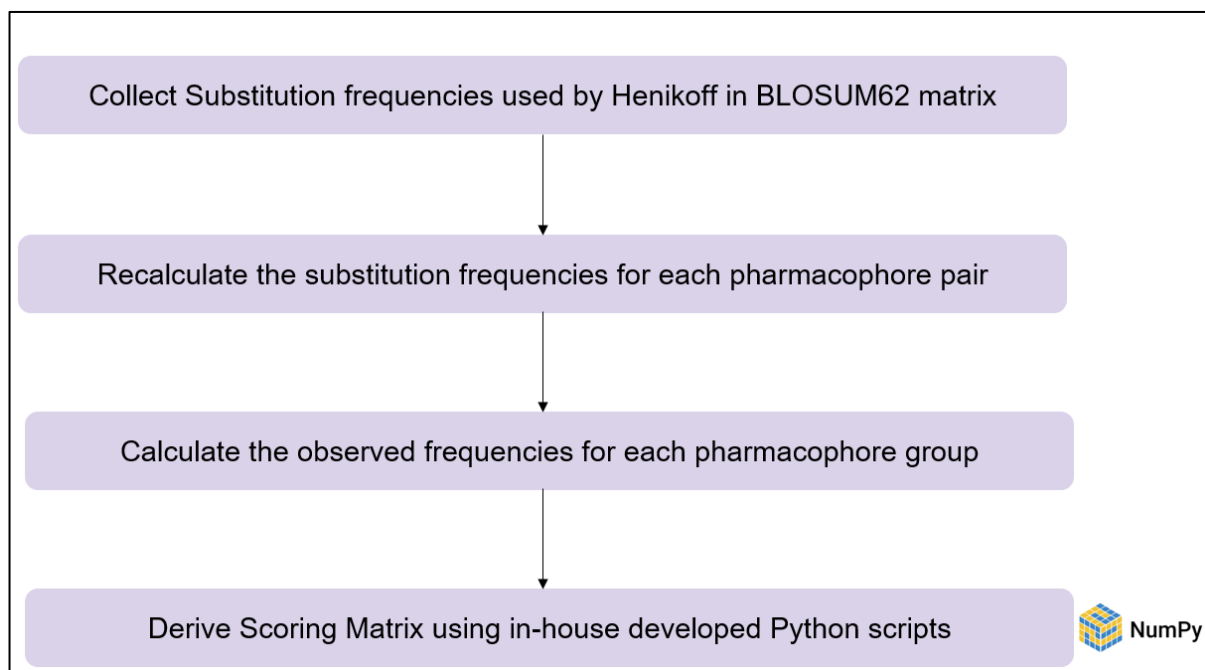 Collect Substitution frequencies used by Henikoff in BLOSUM62 matrix
Recalculate the substitution frequencies for each pharmacophore pair
Calculate the observed frequencies for each pharmacophore group
Derive Scoring Matrix using in-house developed Python scripts
NumPy